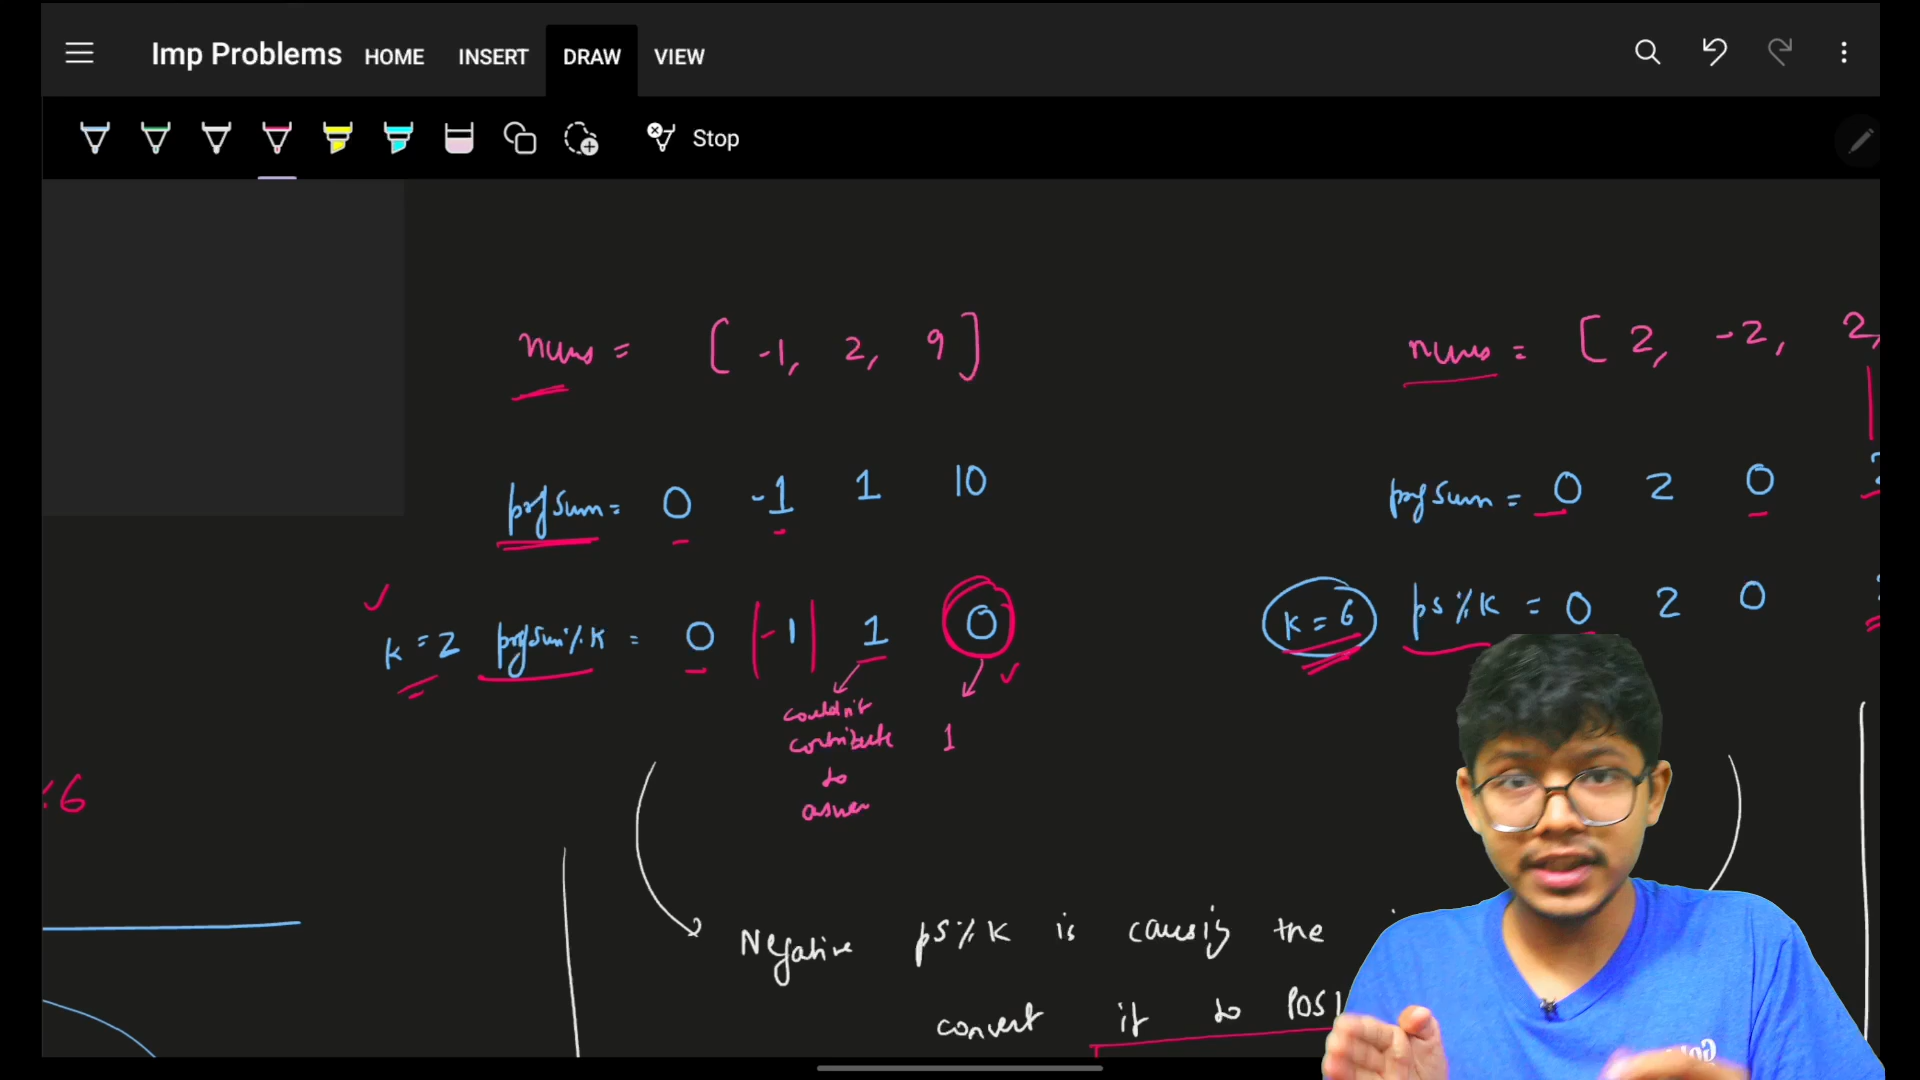 Imp Problems HOME INSERT DRAW VIEW
Stop
nums = [ -1, 2, 9 ]
nums = [ 2, -2, 2,
prefSum = 0 -1 1 10
prefSum = 0 2 0
k = 2 prefSum % K = 0 -1 1 0
k = 6 ps % K = 0 2 0
couldn't
contribute 1
to
answer
% 6
Negative ps % K is causing the
convert it to POSI